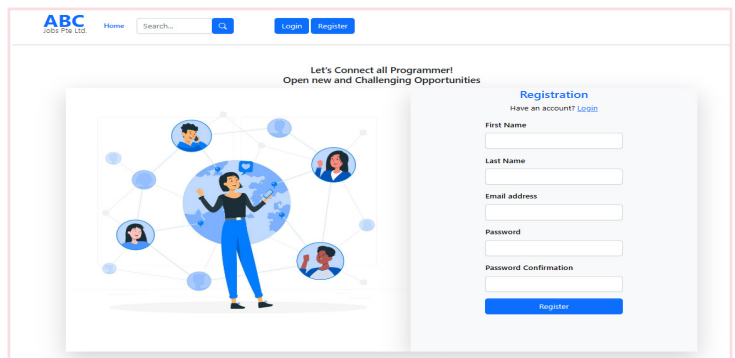 ABC
Jobs Pte Ltd.
Home
Search...
Login
Register
Let's Connect all Programmer!
Open new and Challenging Opportunities
Registration
Have an account? Login
First Name
Last Name
Email address
Password
Password Confirmation
Register